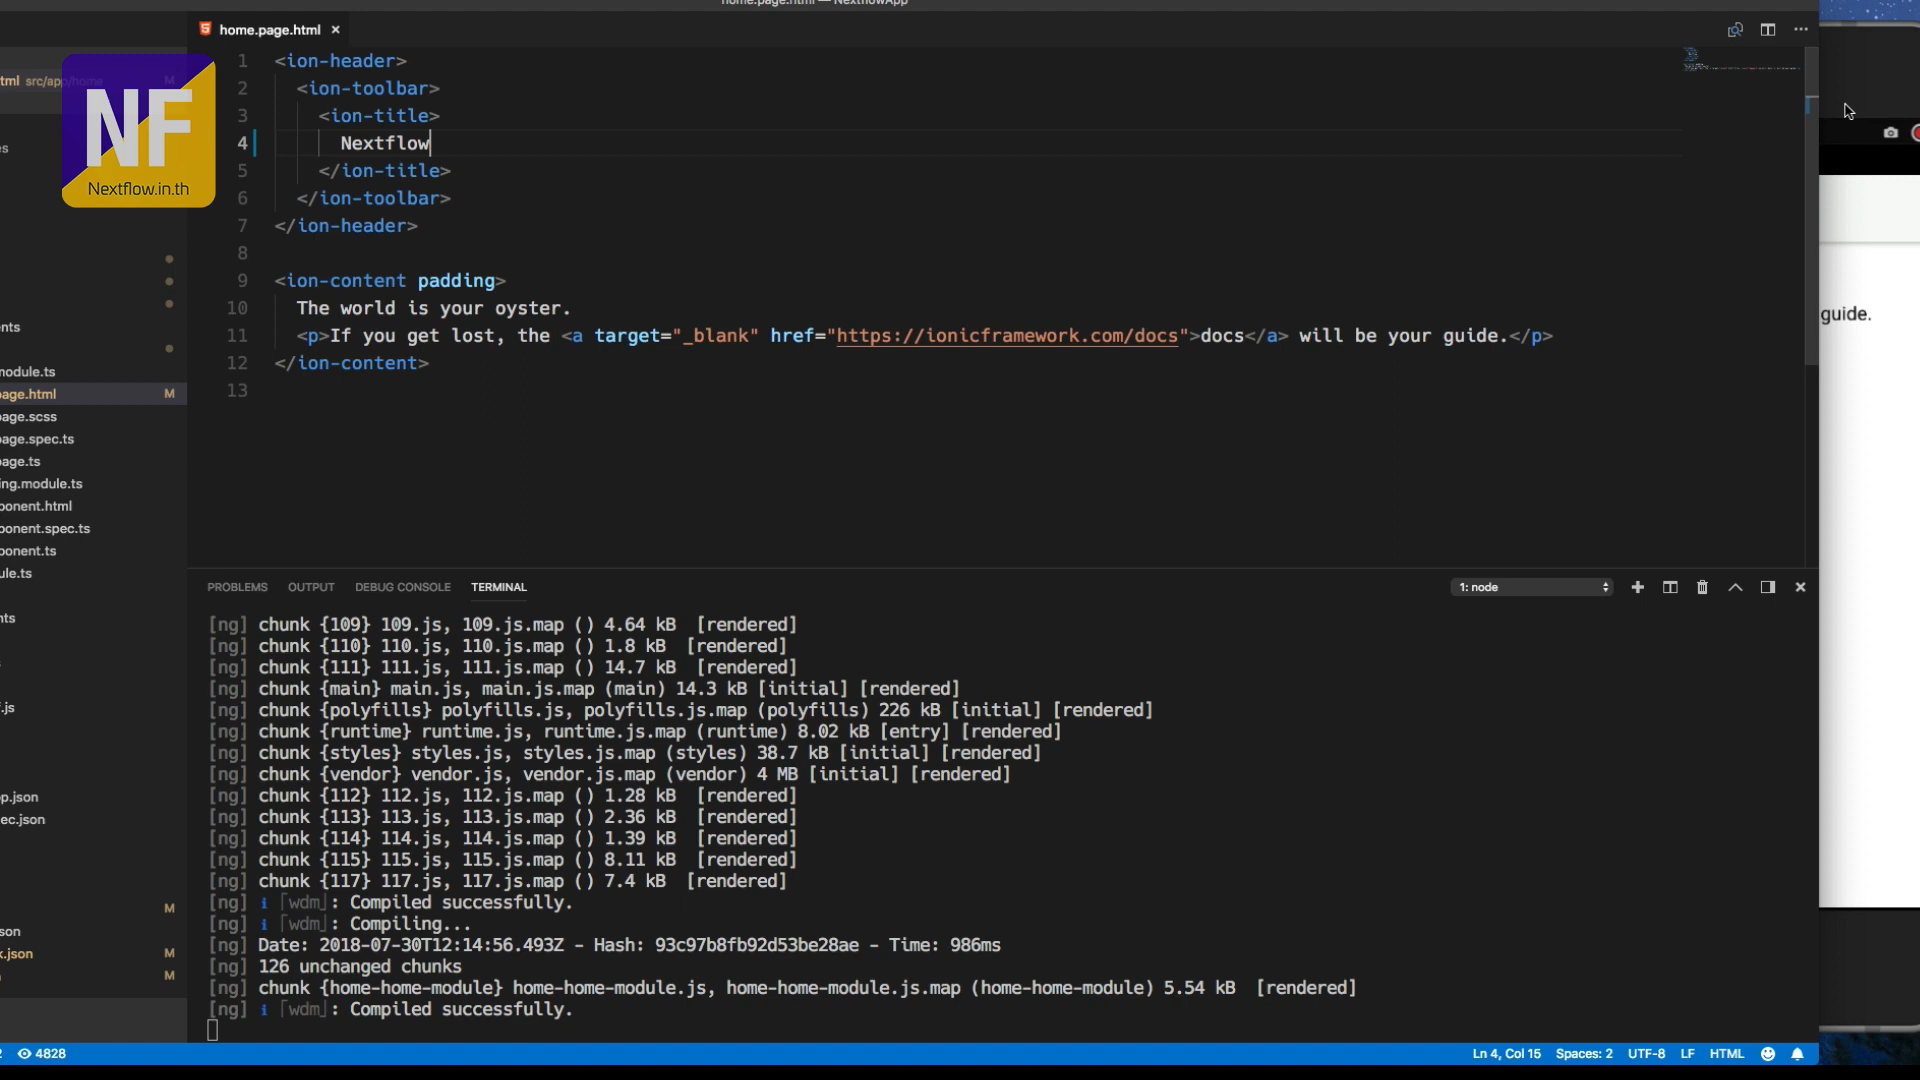 home.page.html — NextflowApp
home.page.html
tml src/app/home M
NF
Nextflow.in.th
1 <ion-header>
2 <ion-toolbar>
3 <ion-title>
4 Nextflow
5 </ion-title>
6 </ion-toolbar>
7 </ion-header>
8
9 <ion-content padding>
10 The world is your oyster.
11 <p>If you get lost, the <a target="_blank" href="https://ionicframework.com/docs">docs</a> will be your guide.</p>
12 </ion-content>
13
es
nts
module.ts
page.html M
page.scss
page.spec.ts
page.ts
ing.module.ts
ponent.html
ponent.spec.ts
ponent.ts
ule.ts
nts
s
f.js
p.json
ec.json
M
son
k.json M
M
guide.
PROBLEMS OUTPUT DEBUG CONSOLE TERMINAL 1: node
[ng] chunk {109} 109.js, 109.js.map () 4.64 kB [rendered]
[ng] chunk {110} 110.js, 110.js.map () 1.8 kB [rendered]
[ng] chunk {111} 111.js, 111.js.map () 14.7 kB [rendered]
[ng] chunk {main} main.js, main.js.map (main) 14.3 kB [initial] [rendered]
[ng] chunk {polyfills} polyfills.js, polyfills.js.map (polyfills) 226 kB [initial] [rendered]
[ng] chunk {runtime} runtime.js, runtime.js.map (runtime) 8.02 kB [entry] [rendered]
[ng] chunk {styles} styles.js, styles.js.map (styles) 38.7 kB [initial] [rendered]
[ng] chunk {vendor} vendor.js, vendor.js.map (vendor) 4 MB [initial] [rendered]
[ng] chunk {112} 112.js, 112.js.map () 1.28 kB [rendered]
[ng] chunk {113} 113.js, 113.js.map () 2.36 kB [rendered]
[ng] chunk {114} 114.js, 114.js.map () 1.39 kB [rendered]
[ng] chunk {115} 115.js, 115.js.map () 8.11 kB [rendered]
[ng] chunk {117} 117.js, 117.js.map () 7.4 kB [rendered]
[ng] ℹ ｢wdm｣: Compiled successfully.
[ng] ℹ ｢wdm｣: Compiling...
[ng] Date: 2018-07-30T12:14:56.493Z - Hash: 93c97b8fb92d53be28ae - Time: 986ms
[ng] 126 unchanged chunks
[ng] chunk {home-home-module} home-home-module.js, home-home-module.js.map (home-home-module) 5.54 kB [rendered]
[ng] ℹ ｢wdm｣: Compiled successfully.
4828 Ln 4, Col 15 Spaces: 2 UTF-8 LF HTML